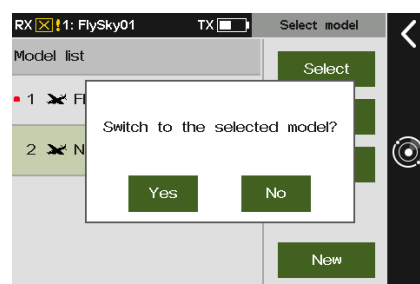 RX !1: FlySky01 TX Select model
Model list
Select
1 Fl
2 N
Switch to the selected model?
Yes No
New